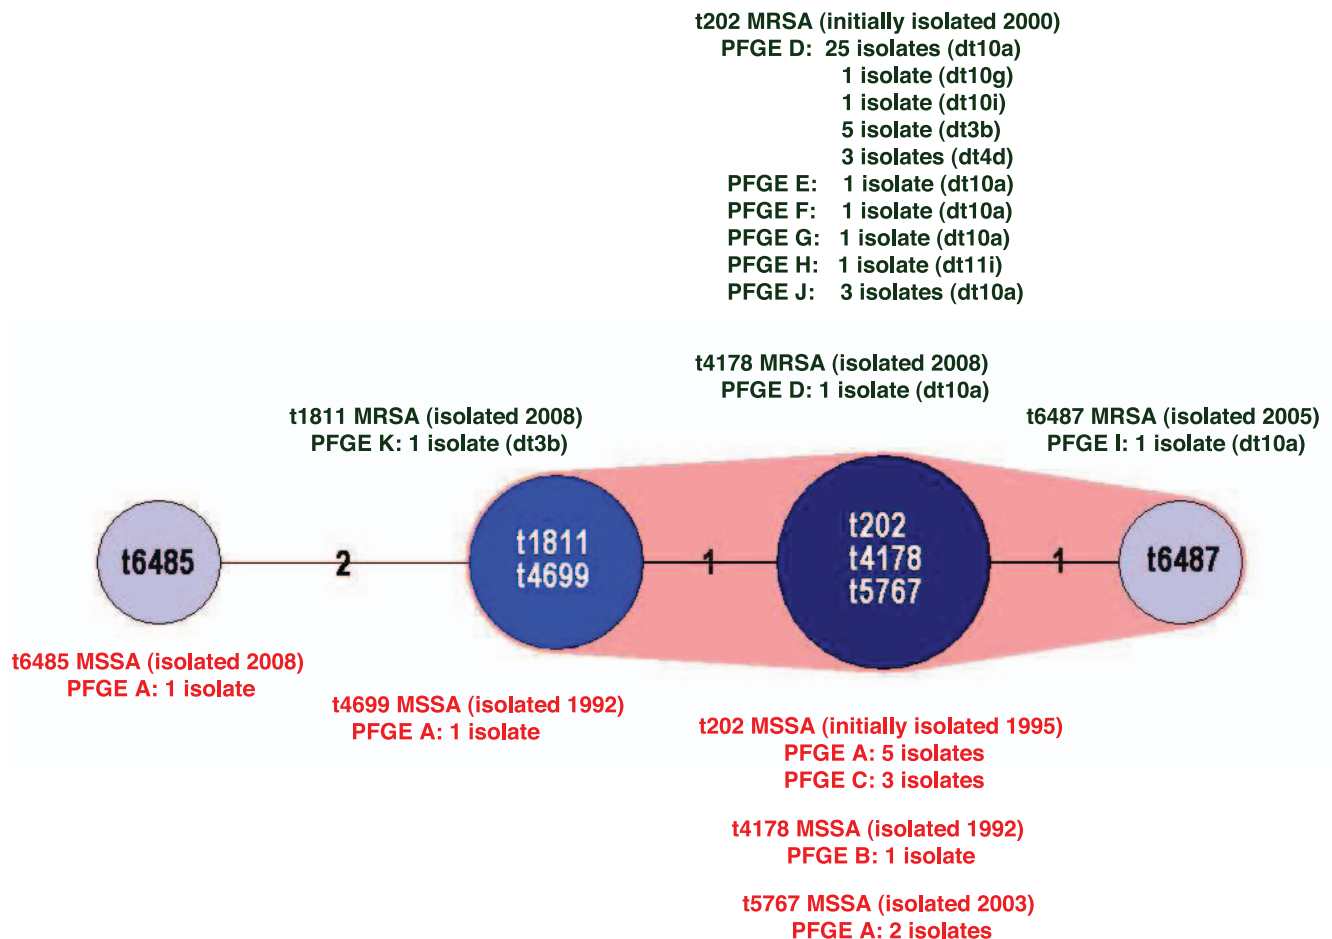 t202 MRSA (initially isolated 2000)
PFGE D: 25 isolates (dt10a)
1 isolate (dt10g)
1 isolate (dt10i)
5 isolate (dt3b)
3 isolates (dt4d)
PFGE E: 1 isolate (dt10a)
PFGE F: 1 isolate (dt10a)
PFGE G: 1 isolate (dt10a)
PFGE H: 1 isolate (dt11i)
PFGE J: 3 isolates (dt10a)
t4178 MRSA (isolated 2008)
PFGE D: 1 isolate (dt10a)
t1811 MRSA (isolated 2008)
PFGE K: 1 isolate (dt3b)
t6487 MRSA (isolated 2005)
PFGE I: 1 isolate (dt10a)
t6485
2
t1811
t4699
1
t202
t4178
t5767
1
t6487
t6485 MSSA (isolated 2008)
PFGE A: 1 isolate
t4699 MSSA (isolated 1992)
PFGE A: 1 isolate
t202 MSSA (initially isolated 1995)
PFGE A: 5 isolates
PFGE C: 3 isolates
t4178 MSSA (isolated 1992)
PFGE B: 1 isolate
t5767 MSSA (isolated 2003)
PFGE A: 2 isolates